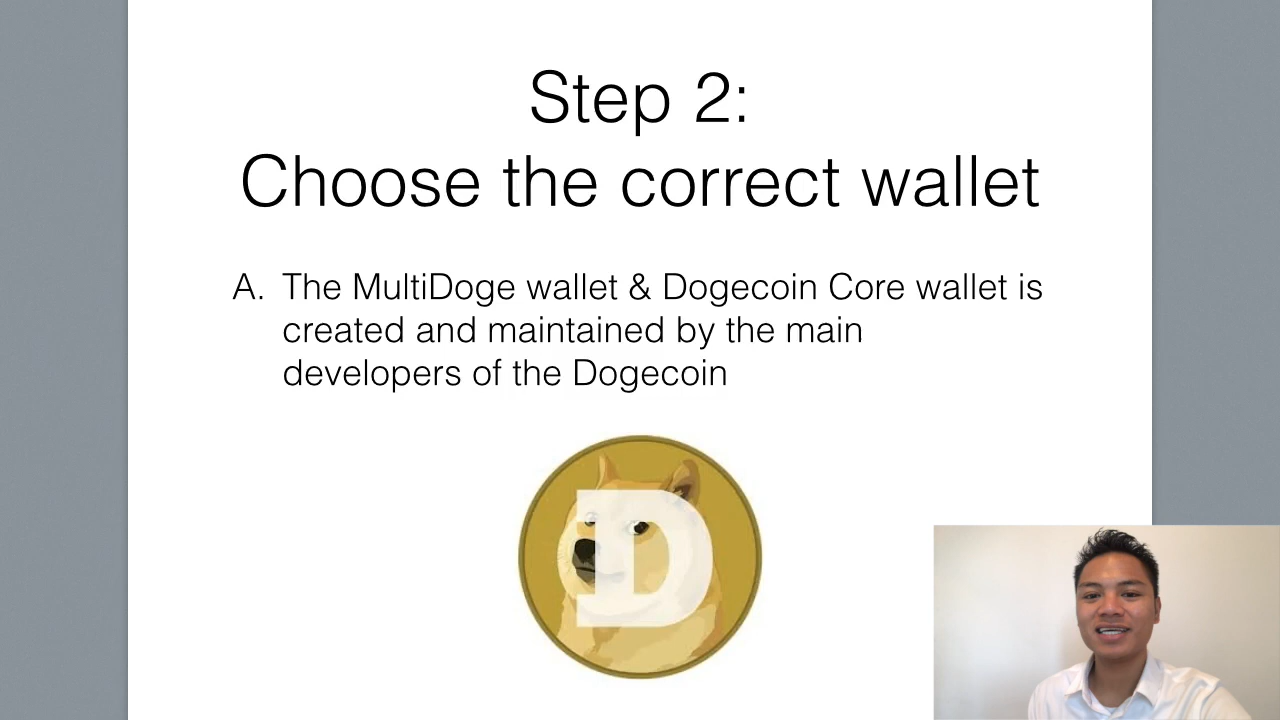 Step 2:
Choose the correct wallet
A. The MultiDoge wallet & Dogecoin Core wallet is
created and maintained by the main
developers of the Dogecoin
D